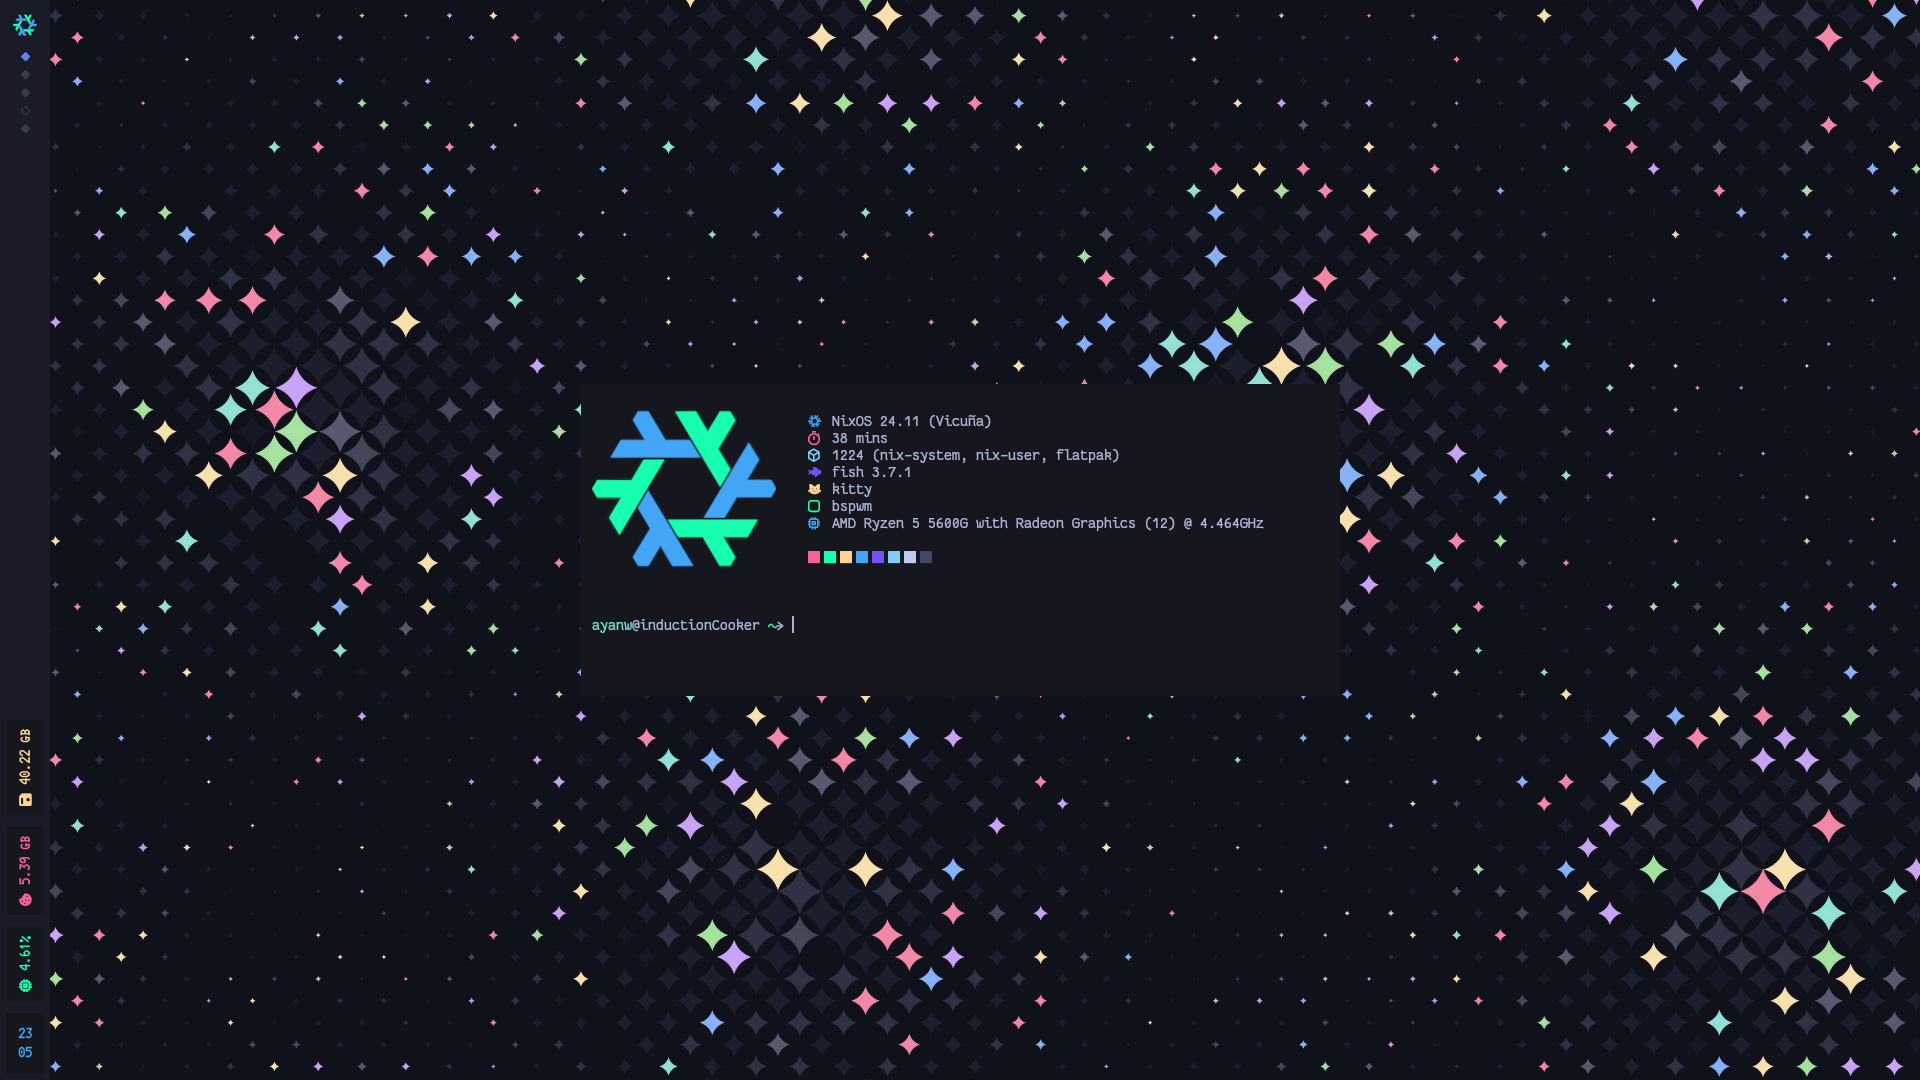 40.22 GB
5.39 GB
4.61%
23
05
NixOS 24.11 (Vicuña)
38 mins
1224 (nix-system, nix-user, flatpak)
fish 3.7.1
kitty
bspwm
AMD Ryzen 5 5600G with Radeon Graphics (12) @ 4.464GHz
ayanw@inductionCooker ~>